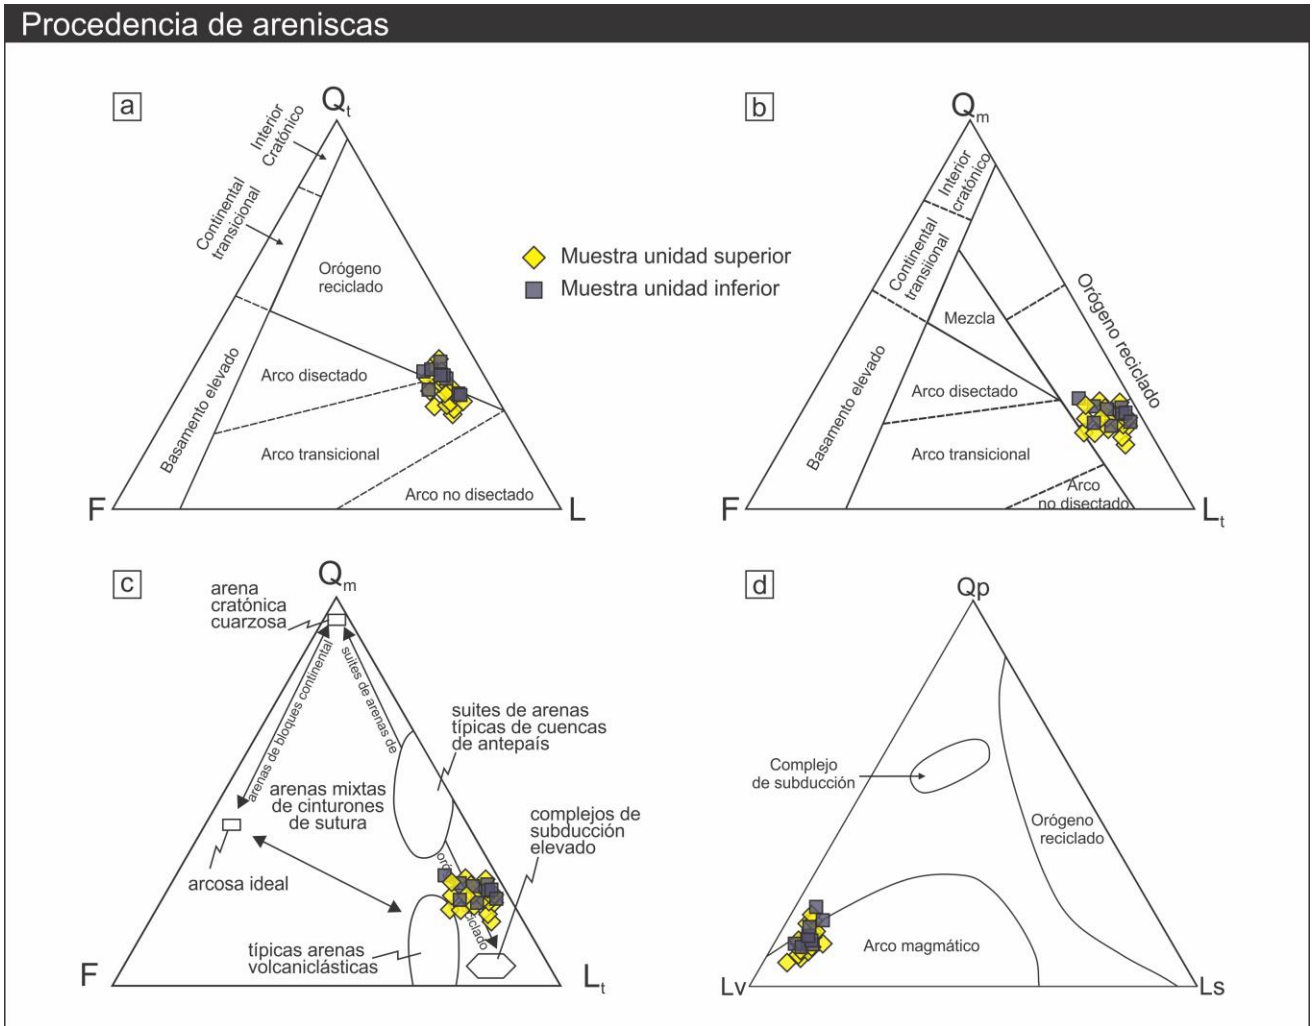 Procedencia de areniscas
a
Qt
Interior
Cratónico
Continental
transicional
Orógeno
reciclado
Arco disectado
Basamento elevado
Arco transicional
Arco no disectado
F
L
Muestra unidad superior
Muestra unidad inferior
b
Qm
Interior
cratónico
Continental
transiional
Mezcla
Orógeno reciclado
Arco disectado
Basamento elevado
Arco transicional
Arco
no disectado
F
Lt
c
Qm
arena
cratónica
cuarzosa
arenas de bloques continental
suites de arenas de
suites de arenas
típicas de cuencas
de antepaís
arenas mixtas
de cinturones
de sutura
complejos de
subducción
elevado
arcosa ideal
típicas arenas
volcaniclásticas
F
Lt
d
Qp
Complejo
de subducción
Orógeno
reciclado
Arco magmático
Lv
Ls